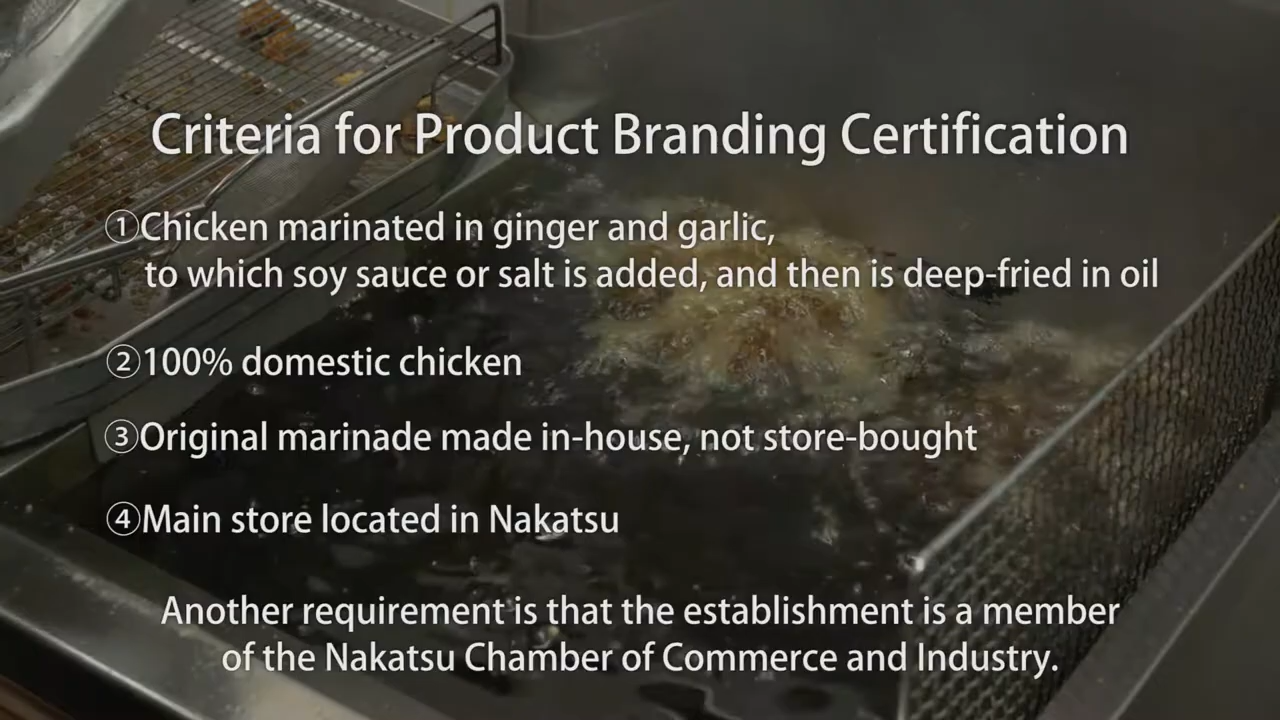 Criteria for Product Branding Certification
①Chicken marinated in ginger and garlic,
to which soy sauce or salt is added, and then is deep-fried in oil
②100% domestic chicken
③Original marinade made in-house, not store-bought
④Main store located in Nakatsu
Another requirement is that the establishment is a member
of the Nakatsu Chamber of Commerce and Industry.